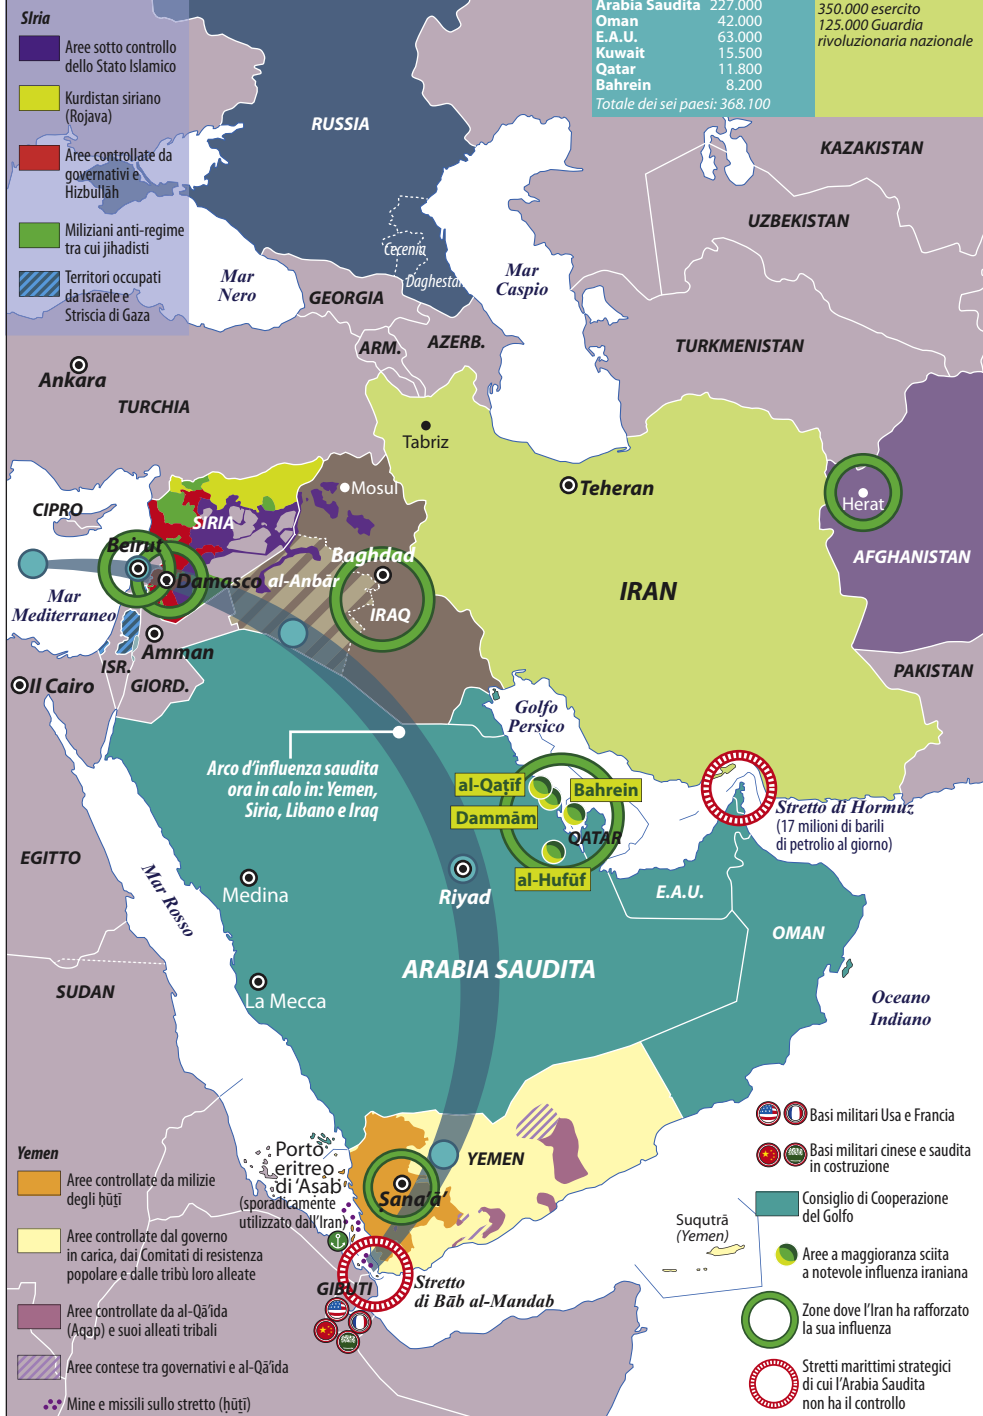 SIria
Aree sotto controllo
dello Stato Islamico
Kurdistan siriano
(Rojava)
Aree controllate da
governativi e
Hizbullāh
Miliziani anti-regime
tra cui jihadisti
Territori occupati
da Israele e
Striscia di Gaza
Arabia Saudita 227.000
Oman 42.000
E.A.U. 63.000
Kuwait 15.500
Qatar 11.800
Bahrein 8.200
Totale dei sei paesi: 368.100
350.000 esercito
125.000 Guardia
rivoluzionaria nazionale
RUSSIA
KAZAKISTAN
UZBEKISTAN
Cecenia
Daghestan
Mar
Nero
Mar
Caspio
GEORGIA
ARM.
AZERB.
TURKMENISTAN
Ankara
TURCHIA
Tabriz
Teheran
Mosul
Herat
CIPRO
SIRIA
Beirut
Damasco
al-Anbār
Baghdad
IRAQ
IRAN
AFGHANISTAN
Mar
Mediterraneo
Amman
ISR.
GIORD.
Il Cairo
PAKISTAN
Golfo
Persico
Arco d'influenza saudita
ora in calo in: Yemen,
Siria, Libano e Iraq
al-Qaṭīf
Bahrein
Dammām
QATAR
al-Hufūf
Stretto di Hormuz
(17 milioni di barili
di petrolio al giorno)
EGITTO
Mar Rosso
Medina
Riyad
E.A.U.
OMAN
ARABIA SAUDITA
La Mecca
SUDAN
Oceano
Indiano
Porto
eritreo
di 'Aṣab
(sporadicamente
utilizzato dall'Iran)
Ṣana'ā'
YEMEN
Suquṭrā
(Yemen)
GIBUTI
Stretto
di Bāb al-Mandab
Yemen
Aree controllate da milizie
degli ḥūṯī
Aree controllate dal governo
in carica, dai Comitati di resistenza
popolare e dalle tribù loro alleate
Aree controllate da al-Qā'ida
(Aqap) e suoi alleati tribali
Aree contese tra governativi e al-Qā'ida
Mine e missili sullo stretto (ḥūṯī)
Basi militari Usa e Francia
Basi militari cinese e saudita
in costruzione
Consiglio di Cooperazione
del Golfo
Aree a maggioranza sciita
a notevole influenza iraniana
Zone dove l'Iran ha rafforzato
la sua influenza
Stretti marittimi strategici
di cui l'Arabia Saudita
non ha il controllo